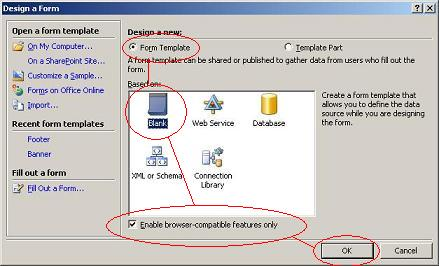 Design a Form
Open a form template
On My Computer...
On a SharePoint Site...
Customize a Sample...
Forms on Office Online
Import...
Recent form templates
Footer
Banner
Fill out a form
Fill Out a Form...
Design a new:
Form Template
Template Part
A form template can be shared or published to gather data from users who fill out the
form.
Based on:
Blank
Web Service
Database
XML or Schema
Connection
Library
Enable browser-compatible features only
Create a form template that
allows you to define the
data source while you are
designing the form.
OK
Cancel